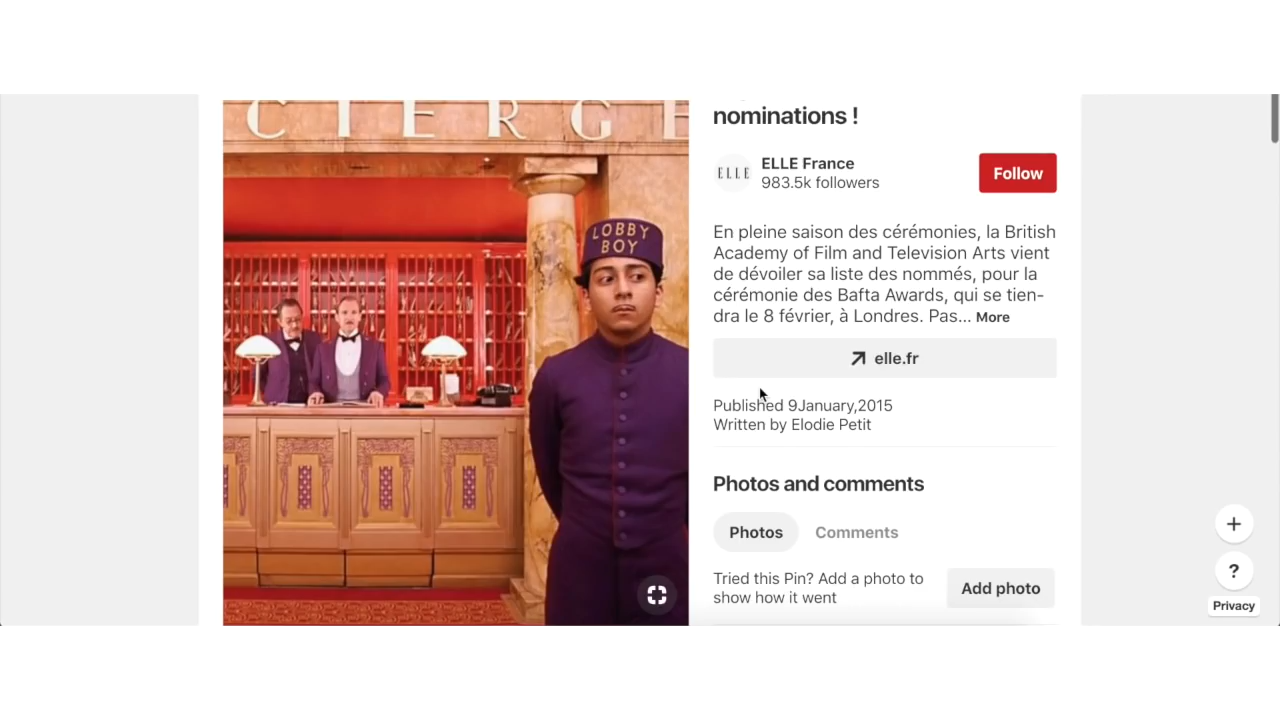 CIERGE
LOBBY
BOY
nominations !
ELLE
ELLE France
983.5k followers
Follow
En pleine saison des cérémonies, la British
Academy of Film and Television Arts vient
de dévoiler sa liste des nommés, pour la
cérémonie des Bafta Awards, qui se tien-
dra le 8 février, à Londres. Pas... More
elle.fr
Published 9January,2015
Written by Elodie Petit
Photos and comments
Photos
Comments
Tried this Pin? Add a photo to
show how it went
Add photo
+
?
Privacy